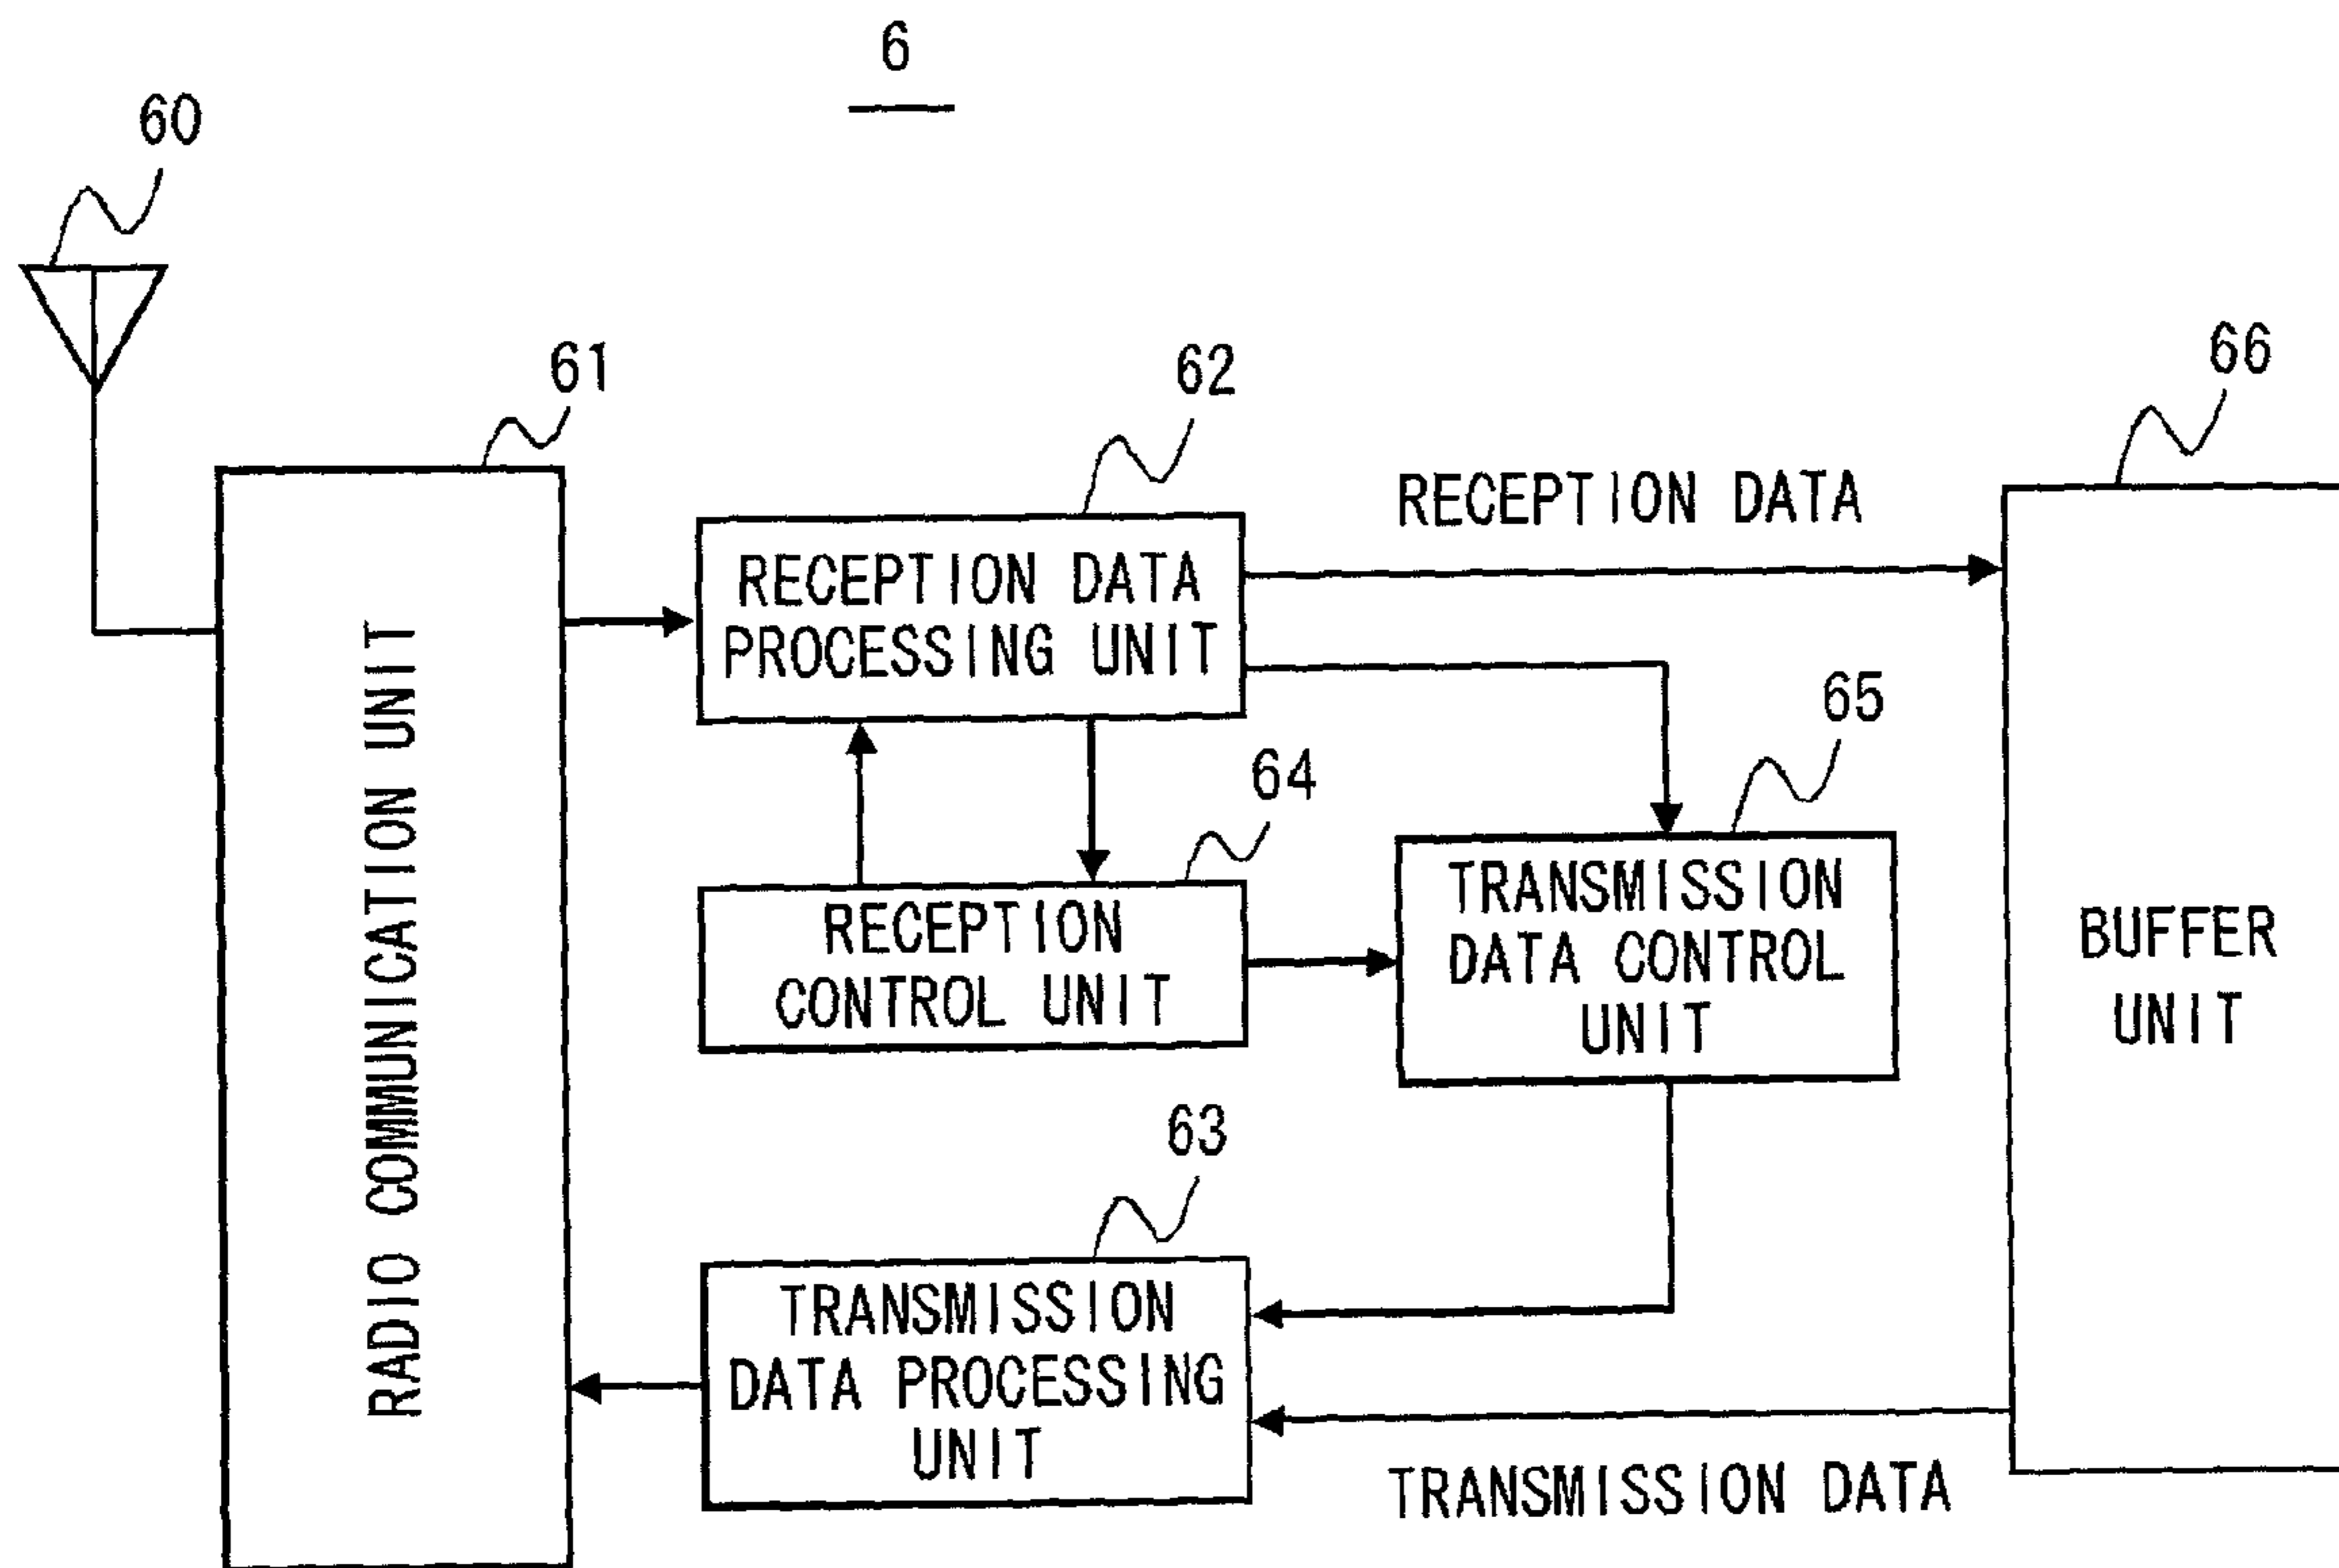 6
60
61
62
66
RECEPTION DATA
RECEPTION DATA
PROCESSING UNIT
65
64
RADIO COMMUNICATION UNIT
RECEPTION
CONTROL UNIT
TRANSMISSION
DATA CONTROL
UNIT
BUFFER
UNIT
63
TRANSMISSION
DATA PROCESSING
UNIT
TRANSMISSION DATA